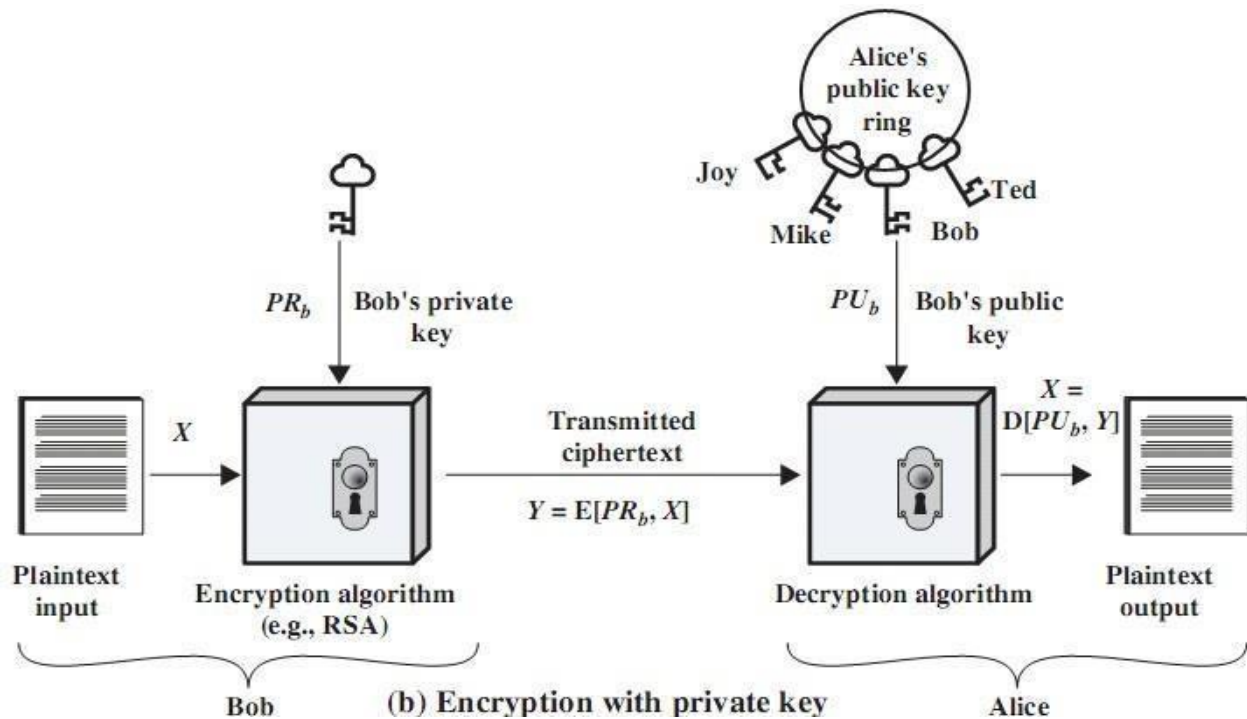 Alice's
public key
ring
Joy
Ted
Mike
Bob
PR_b
Bob's private
key
PU_b
Bob's public
key
X
Transmitted
ciphertext
Y = E[PR_b, X]
X =
D[PU_b, Y]
Plaintext
input
Encryption algorithm
(e.g., RSA)
Decryption algorithm
Plaintext
output
Bob
(b) Encryption with private key
Alice